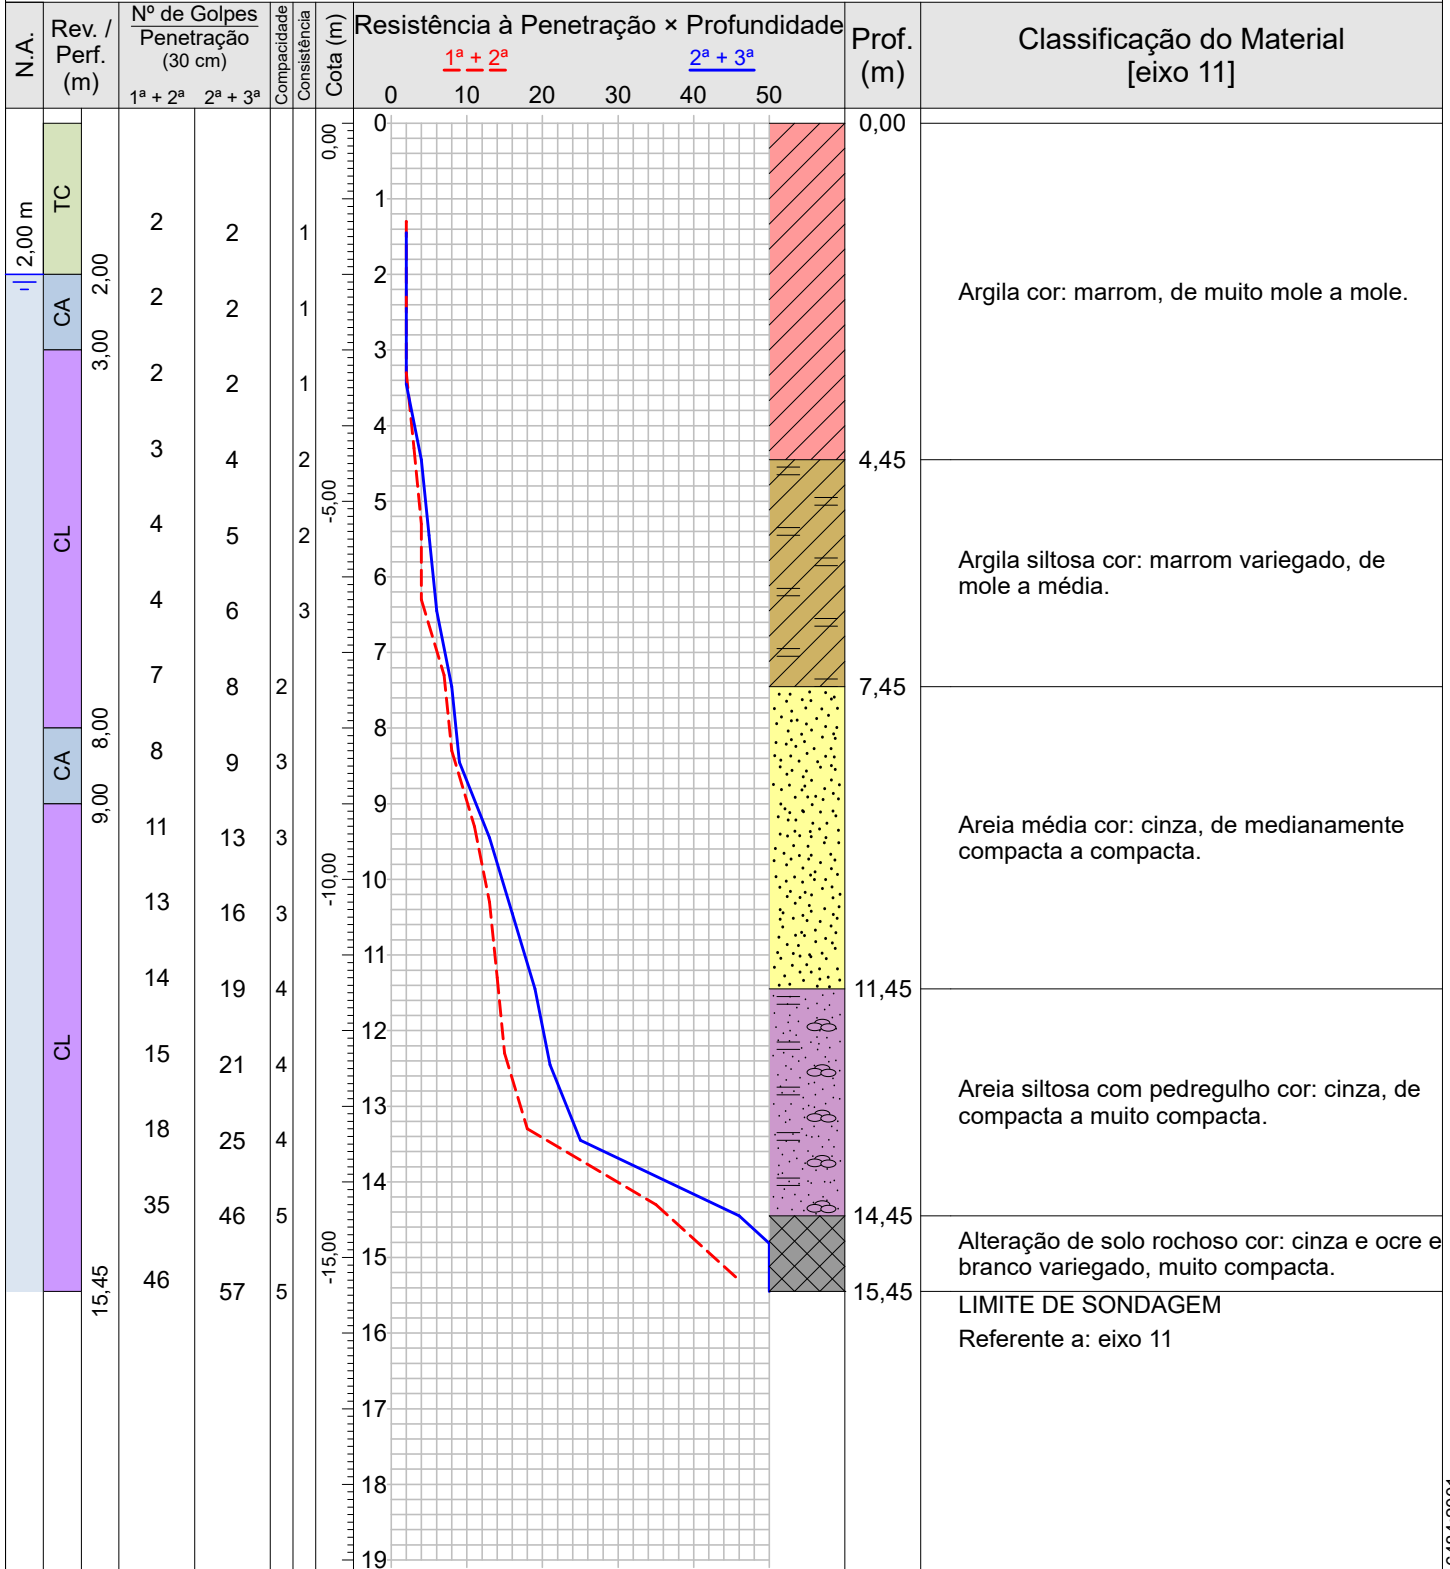 N.A.
Rev. /
Perf.
(m)
Nº de Golpes
Penetração
(30 cm)
1ª + 2ª 2ª + 3ª
Compacidade
Consistência
Cota (m)
Resistência à Penetração × Profundidade
1ª + 2ª 2ª + 3ª
0 10 20 30 40 50
Prof.
(m)
Classificação do Material
[eixo 11]
2,00 m
TC
2,00
CA
3,00
CL
8,00
CA
9,00
CL
15,45
2 2 1
2 2 1
2 2 1
3 4 2
4 5 2
4 6 3
7 8 2
8 9 3
11 13 3
13 16 3
14 19 4
15 21 4
18 25 4
35 46 5
46 57 5
0,00
-5,00
-10,00
-15,00
0
1
2
3
4
5
6
7
8
9
10
11
12
13
14
15
16
17
18
19
0,00
Argila cor: marrom, de muito mole a mole.
4,45
Argila siltosa cor: marrom variegado, de
mole a média.
7,45
Areia média cor: cinza, de medianamente
compacta a compacta.
11,45
Areia siltosa com pedregulho cor: cinza, de
compacta a muito compacta.
14,45
Alteração de solo rochoso cor: cinza e ocre e
branco variegado, muito compacta.
15,45
LIMITE DE SONDAGEM
Referente a: eixo 11